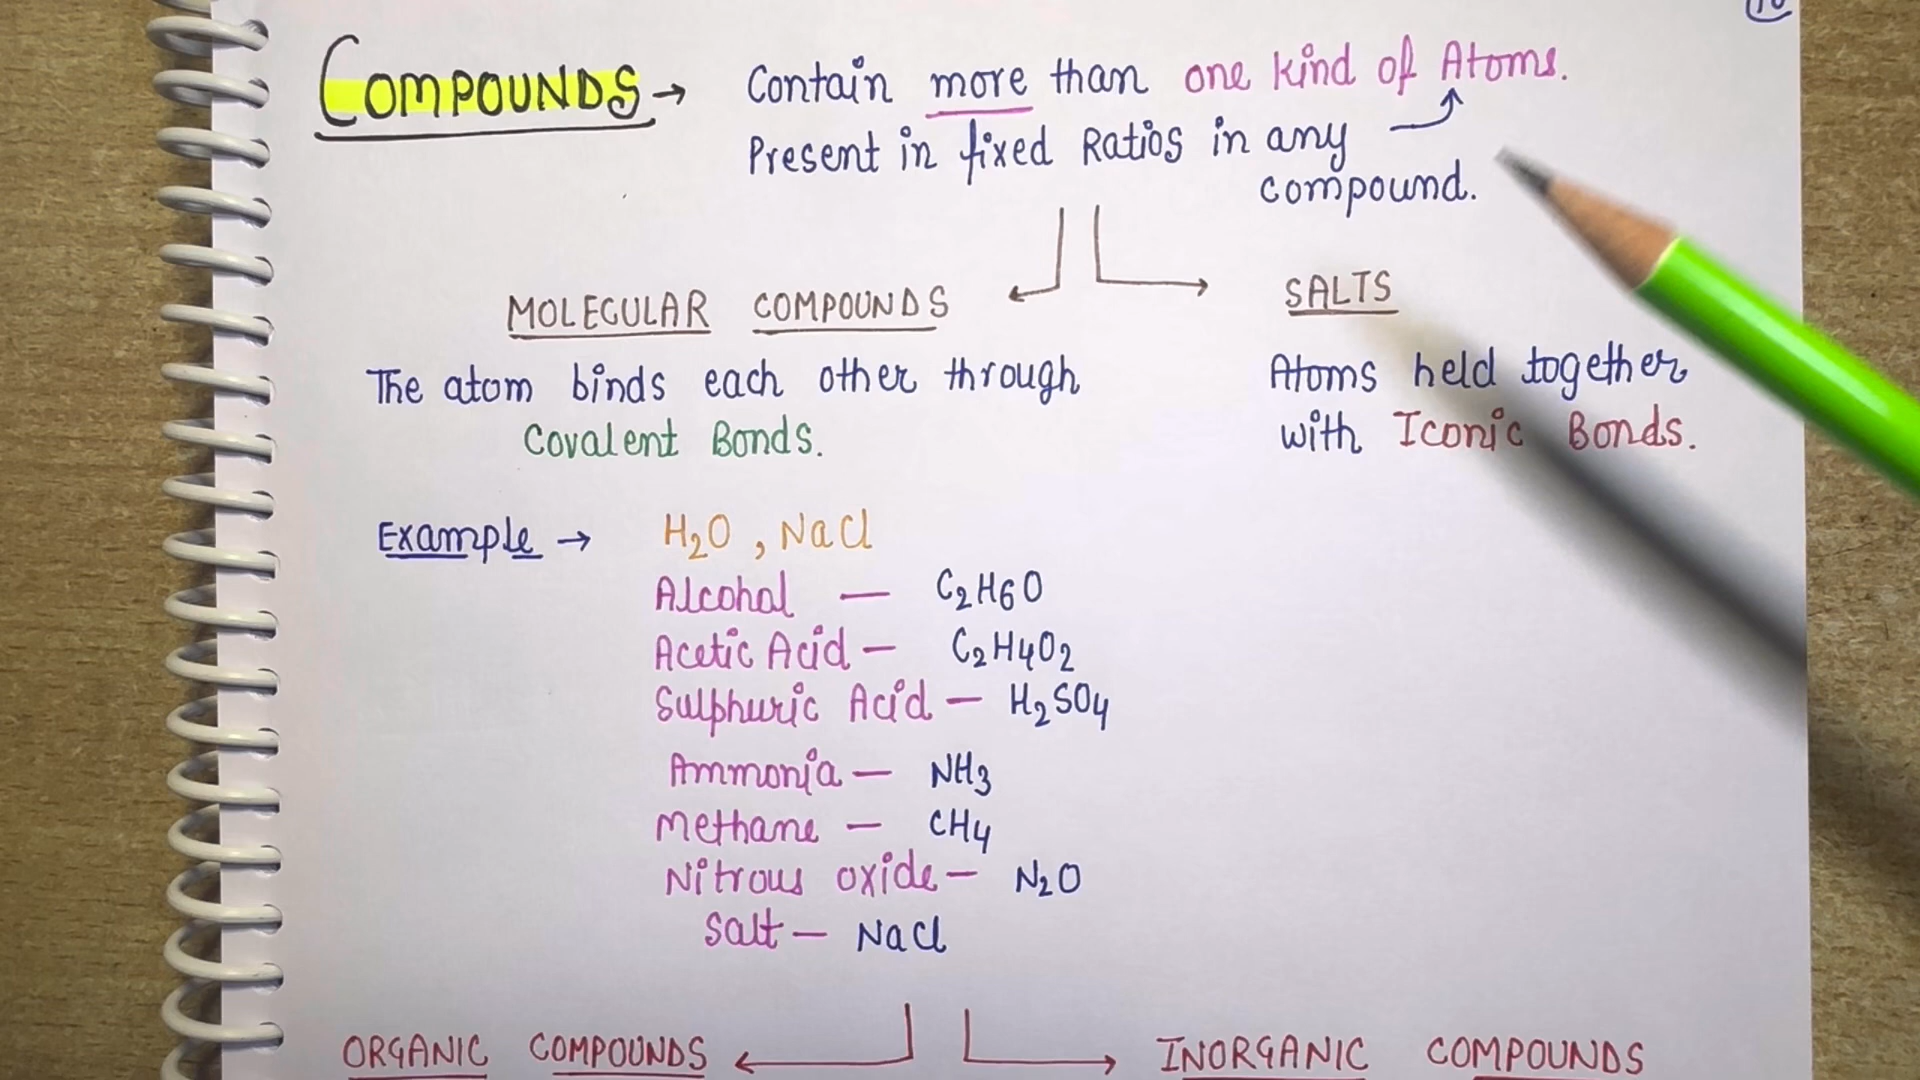 COMPOUNDS → Contain more than one kind of Atoms.
Present in fixed Ratios in any
compound.
MOLECULAR COMPOUNDS
SALTS
The atom binds each other through
Covalent Bonds.
Atoms held together
with Iconic Bonds.
Example → H₂O , NaCl
Alcohal — C₂H6O
Acetic Acid — C₂H4O₂
Sulphuric Acid — H₂SO₄
Ammonia — NH₃
Methane — CH₄
Nitrous oxide — N₂O
Salt — NaCl
ORGANIC COMPOUNDS
INORGANIC COMPOUNDS